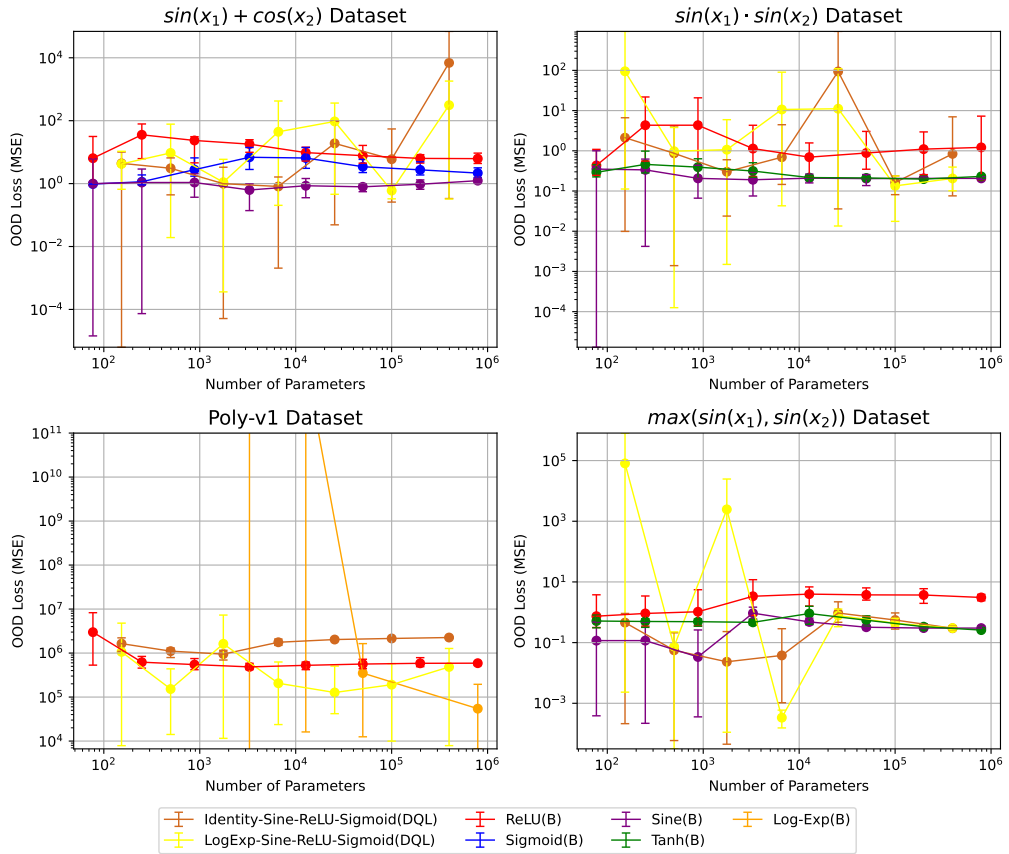 sin(x₁) + cos(x₂) Dataset
OOD Loss (MSE)
10⁴
10²
10⁰
10⁻²
10⁻⁴
10² 10³ 10⁴ 10⁵ 10⁶
Number of Parameters
sin(x₁) · sin(x₂) Dataset
OOD Loss (MSE)
10²
10¹
10⁰
10⁻¹
10⁻²
10⁻³
10⁻⁴
10² 10³ 10⁴ 10⁵ 10⁶
Number of Parameters
Poly-v1 Dataset
OOD Loss (MSE)
10¹¹
10¹⁰
10⁹
10⁸
10⁷
10⁶
10⁵
10⁴
10² 10³ 10⁴ 10⁵ 10⁶
Number of Parameters
max(sin(x₁), sin(x₂)) Dataset
OOD Loss (MSE)
10⁵
10³
10¹
10⁻¹
10⁻³
10² 10³ 10⁴ 10⁵ 10⁶
Number of Parameters
Identity-Sine-ReLU-Sigmoid(DQL) ReLU(B) Sine(B) Log-Exp(B)
LogExp-Sine-ReLU-Sigmoid(DQL) Sigmoid(B) Tanh(B)